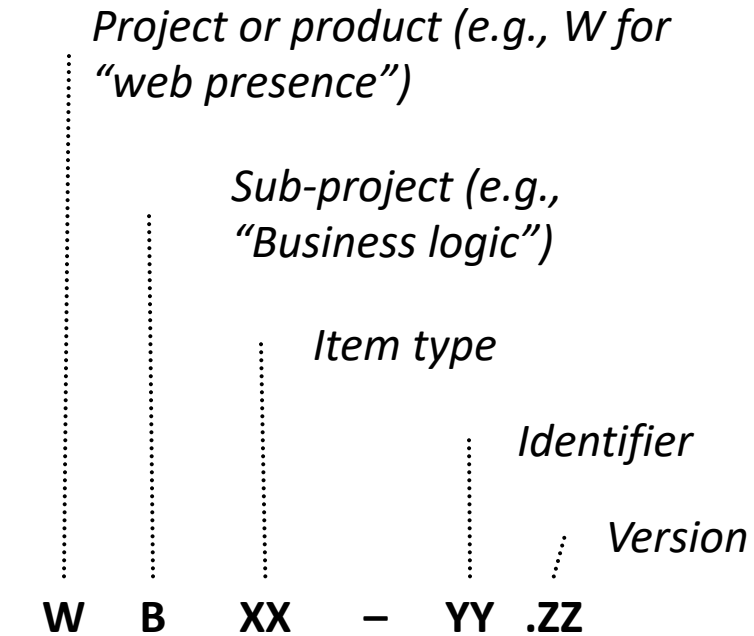 Project or product (e.g., W for
“web presence”)
Sub-project (e.g.,
“Business logic”)
Item type
Identifier
Version
W B XX – YY .ZZ